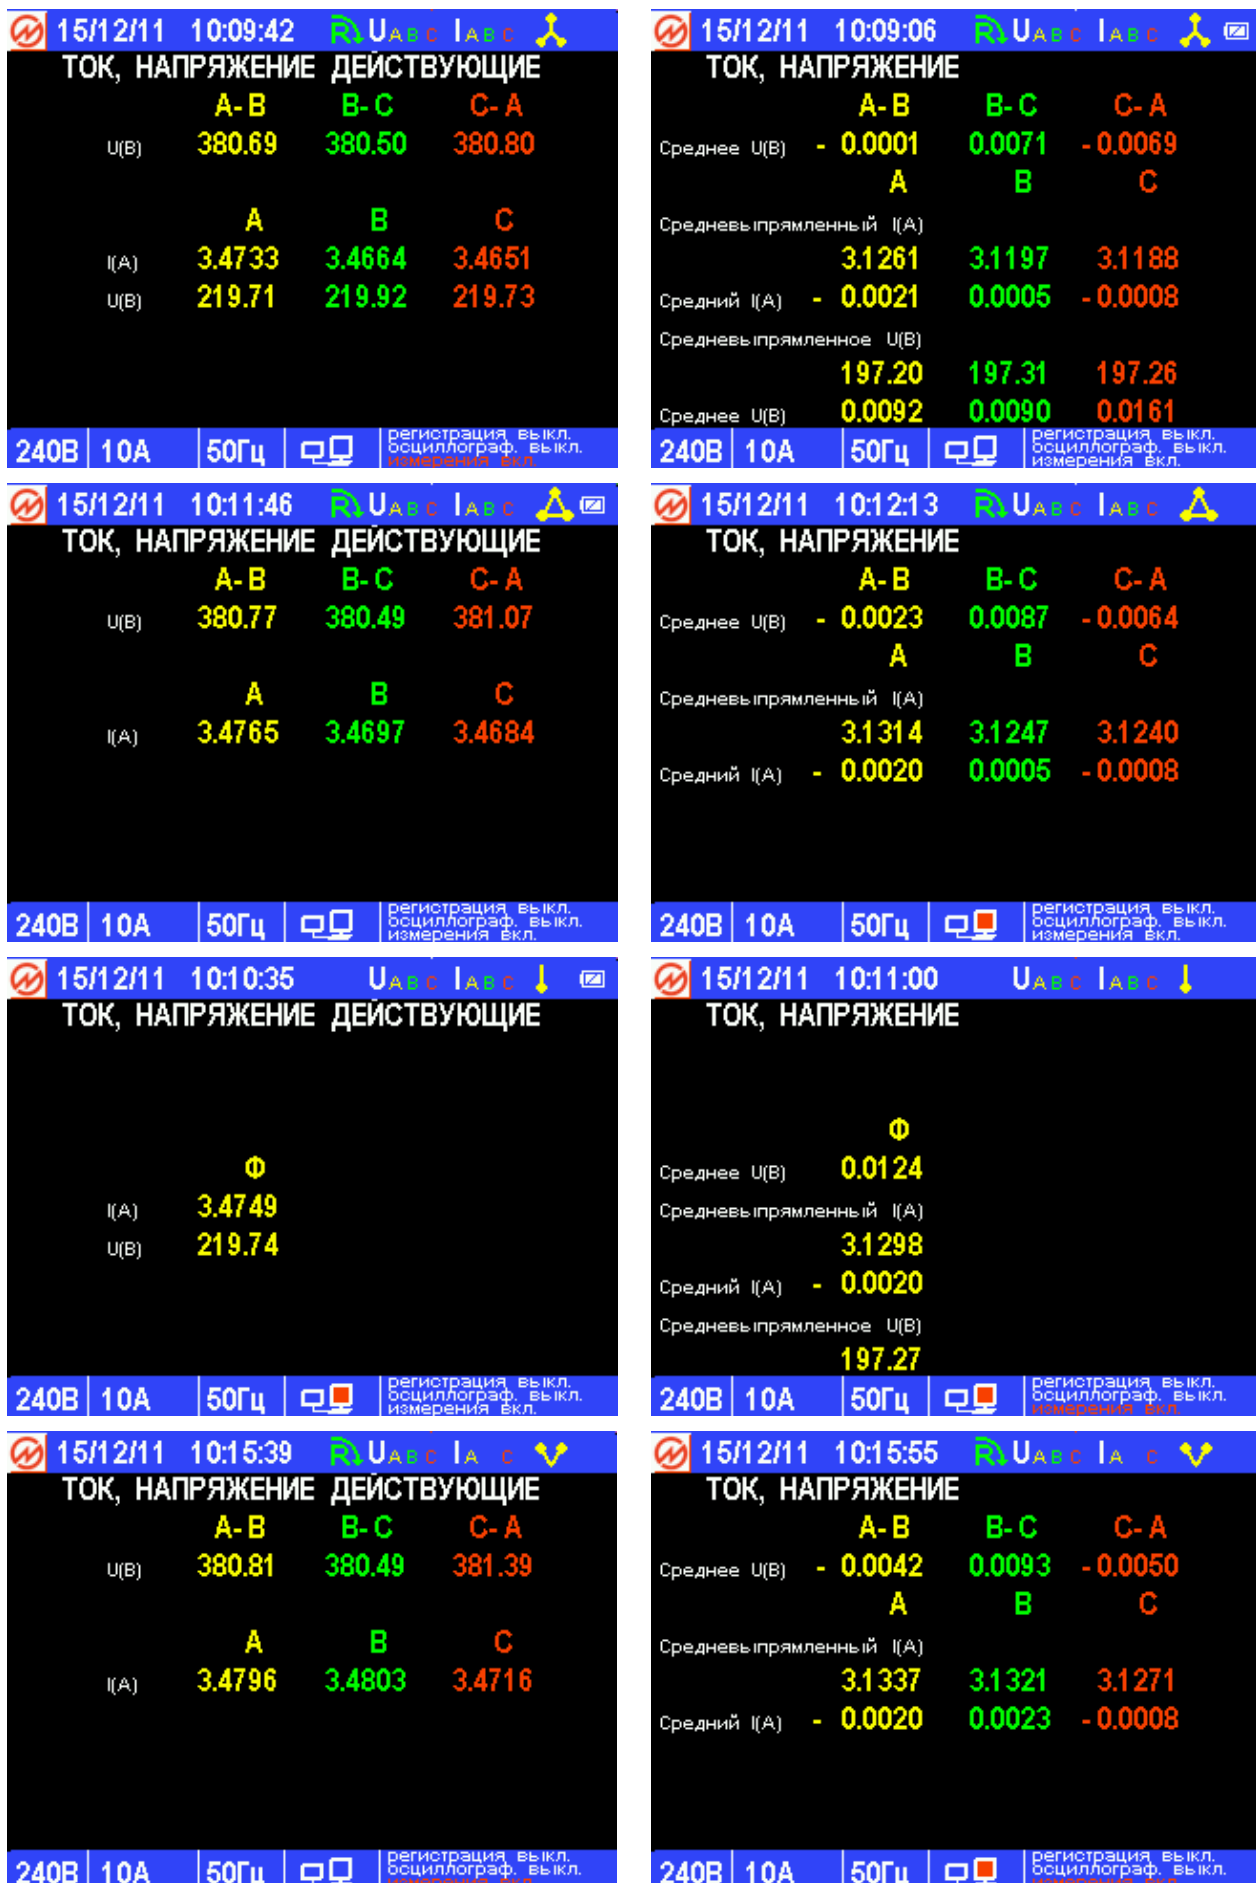 15/12/11 10:09:42 R UABC IABC
ТОК, НАПРЯЖЕНИЕ ДЕЙСТВУЮЩИЕ
A-B B-C C-A
U(B) 380.69 380.50 380.80
A B C
I(A) 3.4733 3.4664 3.4651
U(B) 219.71 219.92 219.73
240В 10А 50Гц
регистрация выкл.
осциллограф. выкл.
измерения вкл.
15/12/11 10:09:06 R UABC IABC
ТОК, НАПРЯЖЕНИЕ
A-B B-C C-A
Среднее U(B) - 0.0001 0.0071 - 0.0069
A B C
Средневыпрямленный I(A)
3.1261 3.1197 3.1188
Средний I(A) - 0.0021 0.0005 - 0.0008
Средневыпрямленное U(B)
197.20 197.31 197.26
Среднее U(B) 0.0092 0.0090 0.0161
240В 10А 50Гц
регистрация выкл.
осциллограф. выкл.
измерения вкл.
15/12/11 10:11:46 R UABC IABC
ТОК, НАПРЯЖЕНИЕ ДЕЙСТВУЮЩИЕ
A-B B-C C-A
U(B) 380.77 380.49 381.07
A B C
I(A) 3.4765 3.4697 3.4684
240В 10А 50Гц
регистрация выкл.
осциллограф. выкл.
измерения вкл.
15/12/11 10:12:13 R UABC IABC
ТОК, НАПРЯЖЕНИЕ
A-B B-C C-A
Среднее U(B) - 0.0023 0.0087 - 0.0064
A B C
Средневыпрямленный I(A)
3.1314 3.1247 3.1240
Средний I(A) - 0.0020 0.0005 - 0.0008
240В 10А 50Гц
регистрация выкл.
осциллограф. выкл.
измерения вкл.
15/12/11 10:10:35 UABC IABC
ТОК, НАПРЯЖЕНИЕ ДЕЙСТВУЮЩИЕ
Ф
I(A) 3.4749
U(B) 219.74
240В 10А 50Гц
регистрация выкл.
осциллограф. выкл.
измерения вкл.
15/12/11 10:11:00 UABC IABC
ТОК, НАПРЯЖЕНИЕ
Ф
Среднее U(B) 0.0124
Средневыпрямленный I(A)
3.1298
Средний I(A) - 0.0020
Средневыпрямленное U(B)
197.27
240В 10А 50Гц
регистрация выкл.
осциллограф. выкл.
измерения вкл.
15/12/11 10:15:39 R UABC IA C
ТОК, НАПРЯЖЕНИЕ ДЕЙСТВУЮЩИЕ
A-B B-C C-A
U(B) 380.81 380.49 381.39
A B C
I(A) 3.4796 3.4803 3.4716
240В 10А 50Гц
регистрация выкл.
осциллограф. выкл.
15/12/11 10:15:55 R UABC IA C
ТОК, НАПРЯЖЕНИЕ
A-B B-C C-A
Среднее U(B) - 0.0042 0.0093 - 0.0050
A B C
Средневыпрямленный I(A)
3.1337 3.1321 3.1271
Средний I(A) - 0.0020 0.0023 - 0.0008
240В 10А 50Гц
регистрация выкл.
осциллограф. выкл.